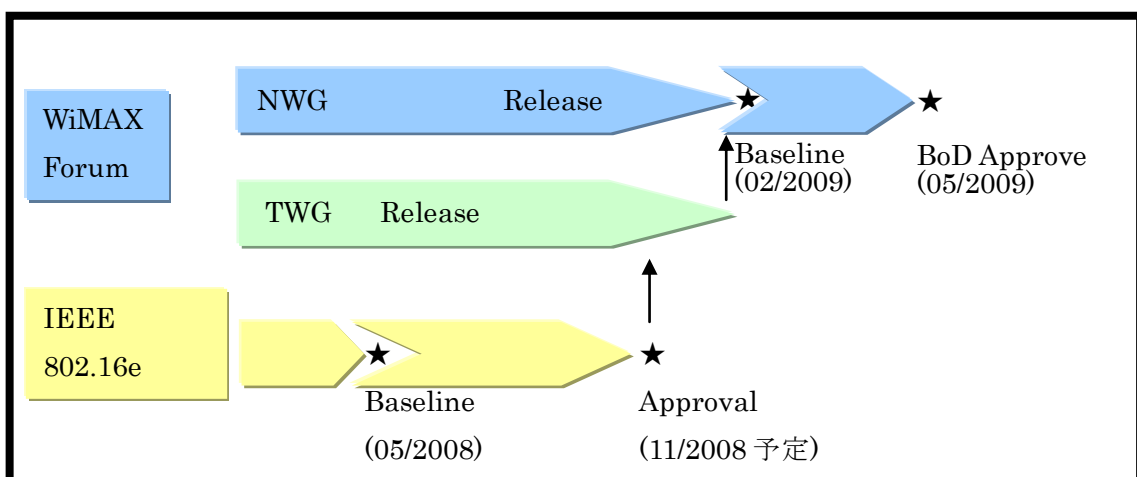 WiMAX
Forum
NWG Release
Baseline
(02/2009)
BoD Approve
(05/2009)
TWG Release
IEEE
802.16e
Baseline
(05/2008)
Approval
(11/2008 予定)